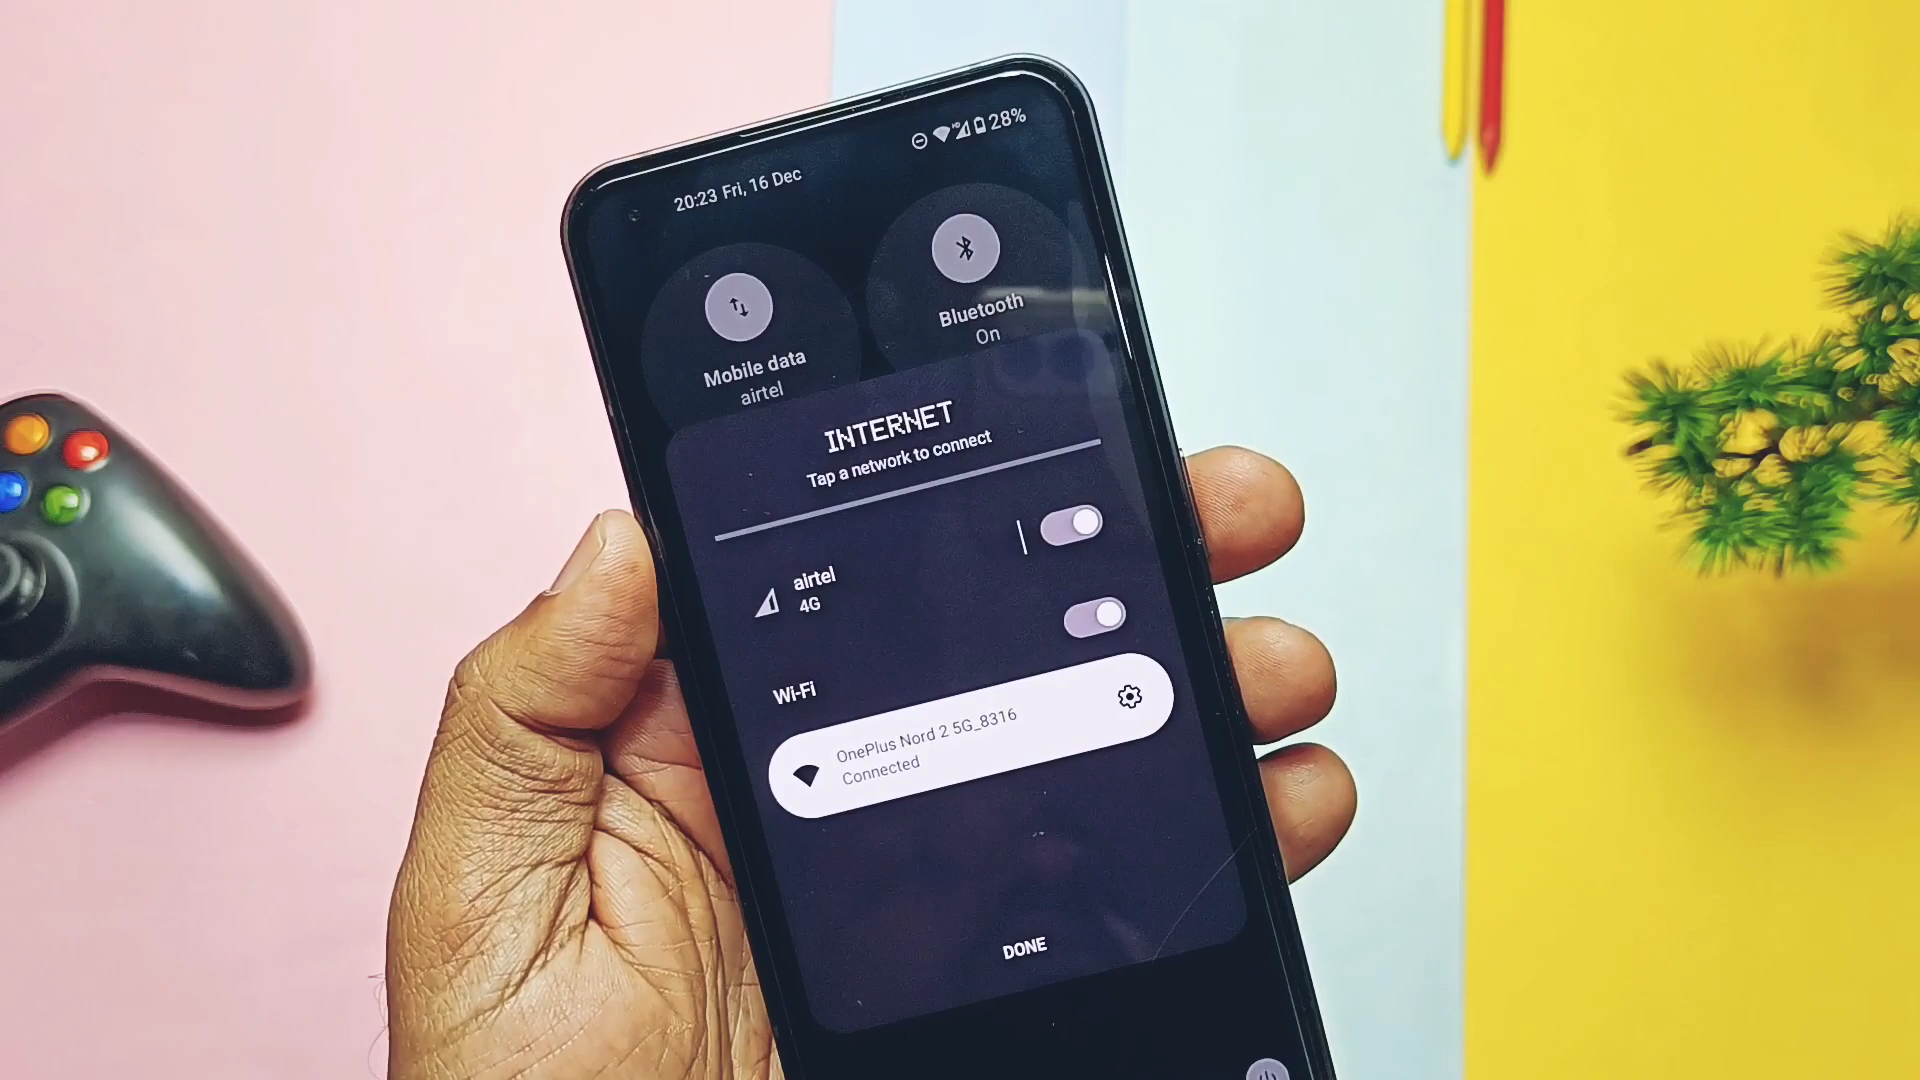 28%
20:23 Fri, 16 Dec
Bluetooth
On
Mobile data
airtel
INTERNET
Tap a network to connect
airtel
4G
Wi-Fi
OnePlus Nord 2 5G_8316
Connected
DONE